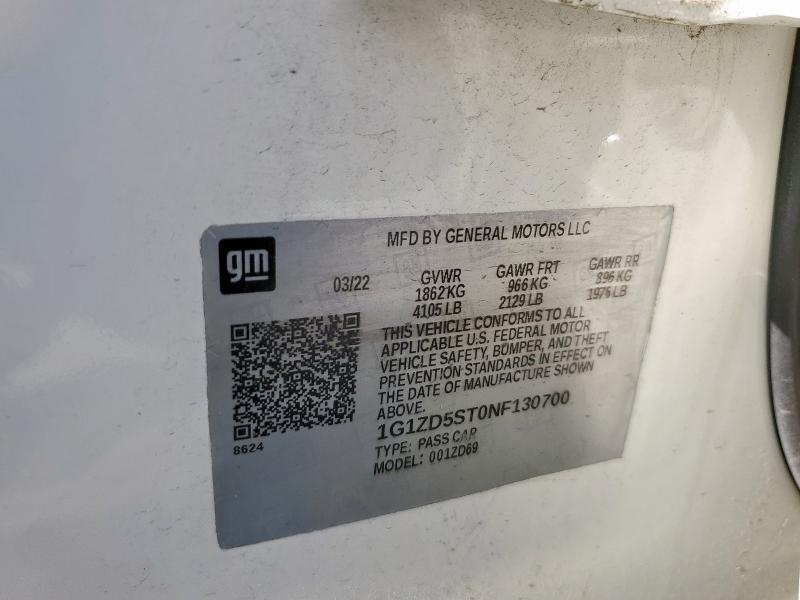 gm
MFD BY GENERAL MOTORS LLC
03/22 GVWR GAWR FRT GAWR RR
1862 KG 966 KG 896 KG
4105 LB 2129 LB 1976 LB
THIS VEHICLE CONFORMS TO ALL
APPLICABLE U.S. FEDERAL MOTOR
VEHICLE SAFETY, BUMPER, AND THEFT
PREVENTION STANDARDS IN EFFECT ON
THE DATE OF MANUFACTURE SHOWN
ABOVE.
1G1ZD5ST0NF130700
TYPE: PASS CAR
MODEL: 001ZD69
8624